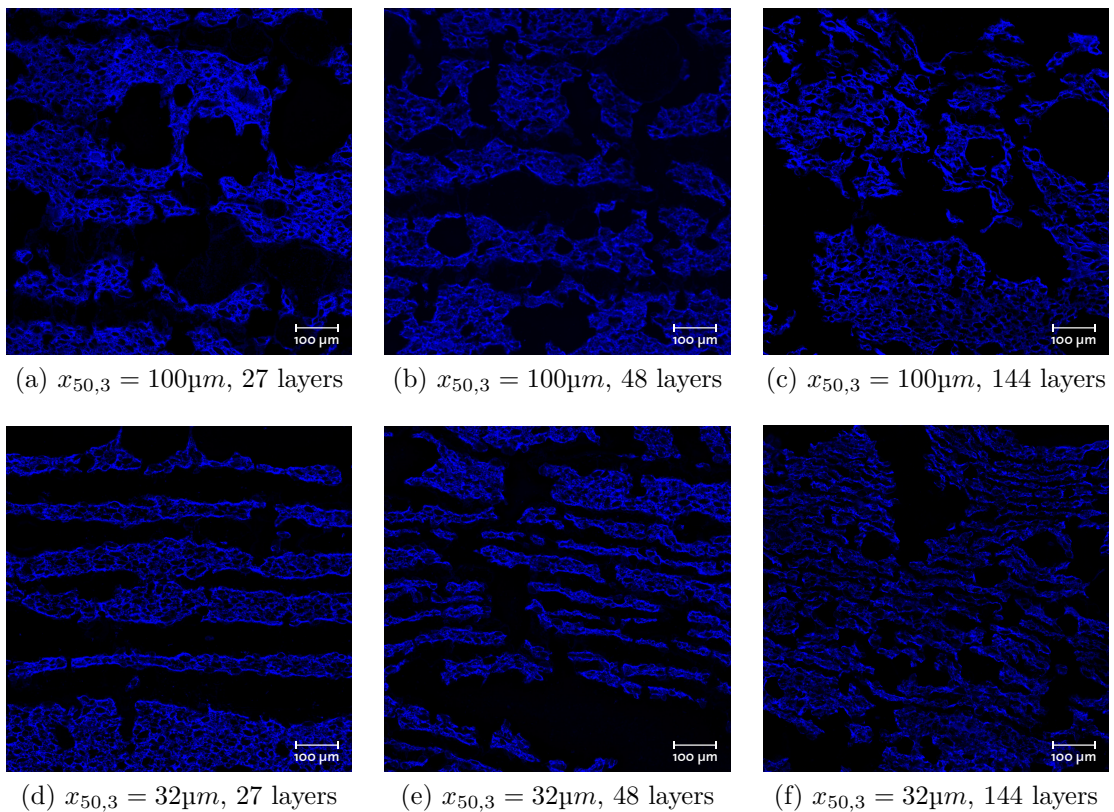 100 µm
100 µm
100 µm
(a) x50,3 = 100µm, 27 layers
(b) x50,3 = 100µm, 48 layers
(c) x50,3 = 100µm, 144 layers
100 µm
100 µm
100 µm
(d) x50,3 = 32µm, 27 layers
(e) x50,3 = 32µm, 48 layers
(f) x50,3 = 32µm, 144 layers